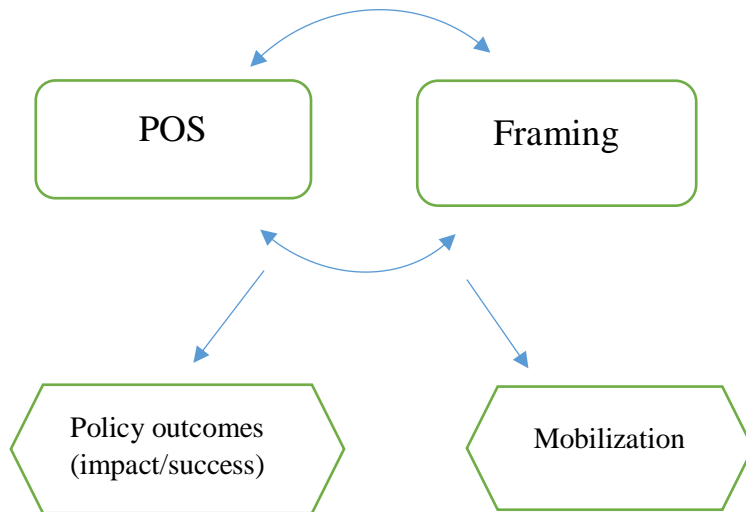 POS
Framing
Policy outcomes
(impact/success)
Mobilization